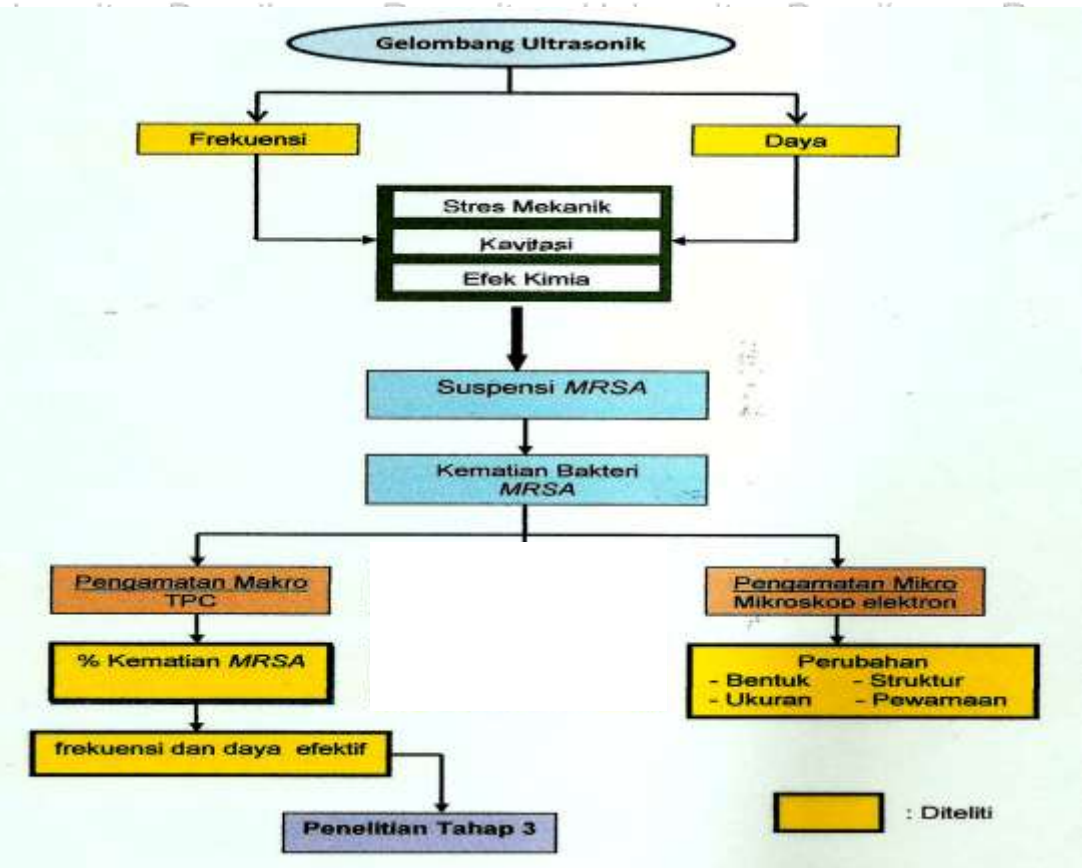 Gelombang Ultrasonik
Frekuensi
Daya
Stres Mekanik
Kavitasi
Efek Kimia
Suspensi MRSA
Kematian Bakteri
MRSA
Pengamatan Makro
TPC
Pengamatan Mikro
Mikroskop elektron
% Kematian MRSA
Perubahan
- Bentuk - Struktur
- Ukuran - Pewarnaan
frekuensi dan daya efektif
Penelitian Tahap 3
: Diteliti